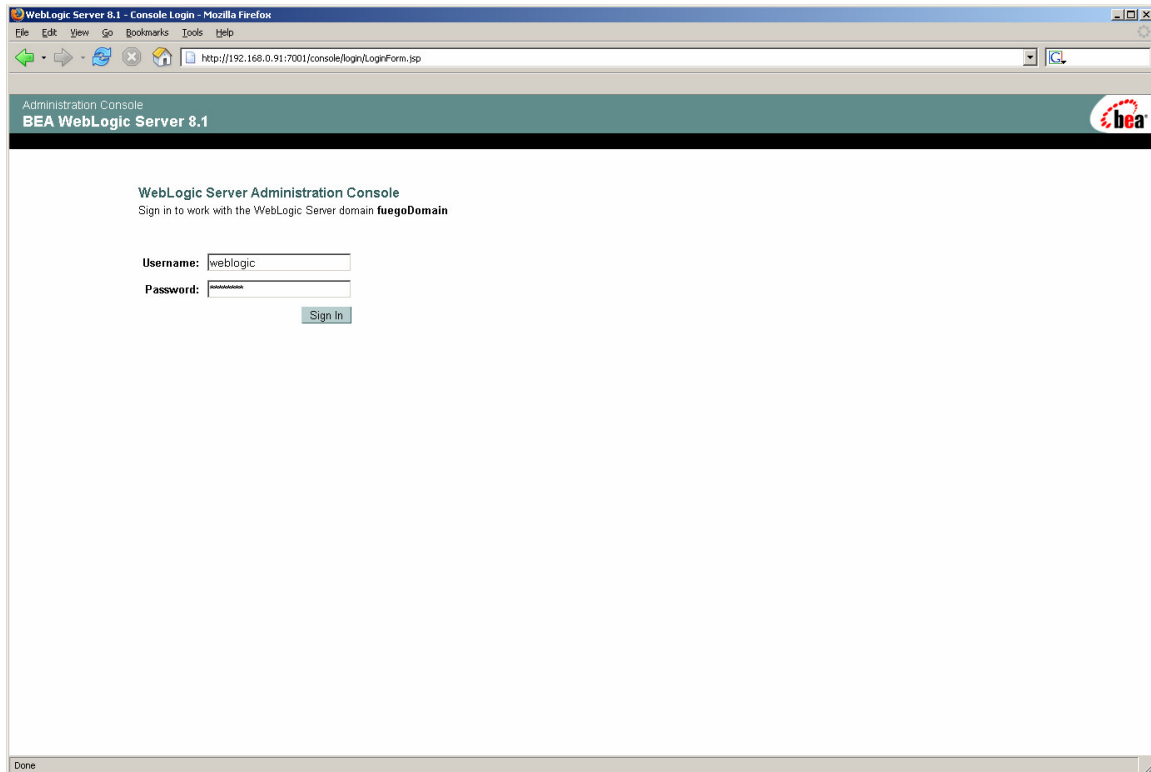 WebLogic Server 8.1 - Console Login - Mozilla Firefox
File Edit View Go Bookmarks Tools Help
http://192.168.0.91:7001/console/login/LoginForm.jsp
G
Administration Console
BEA WebLogic Server 8.1
bea
WebLogic Server Administration Console
Sign in to work with the WebLogic Server domain fuegoDomain
Username: weblogic
Password: ********
Sign In
Done